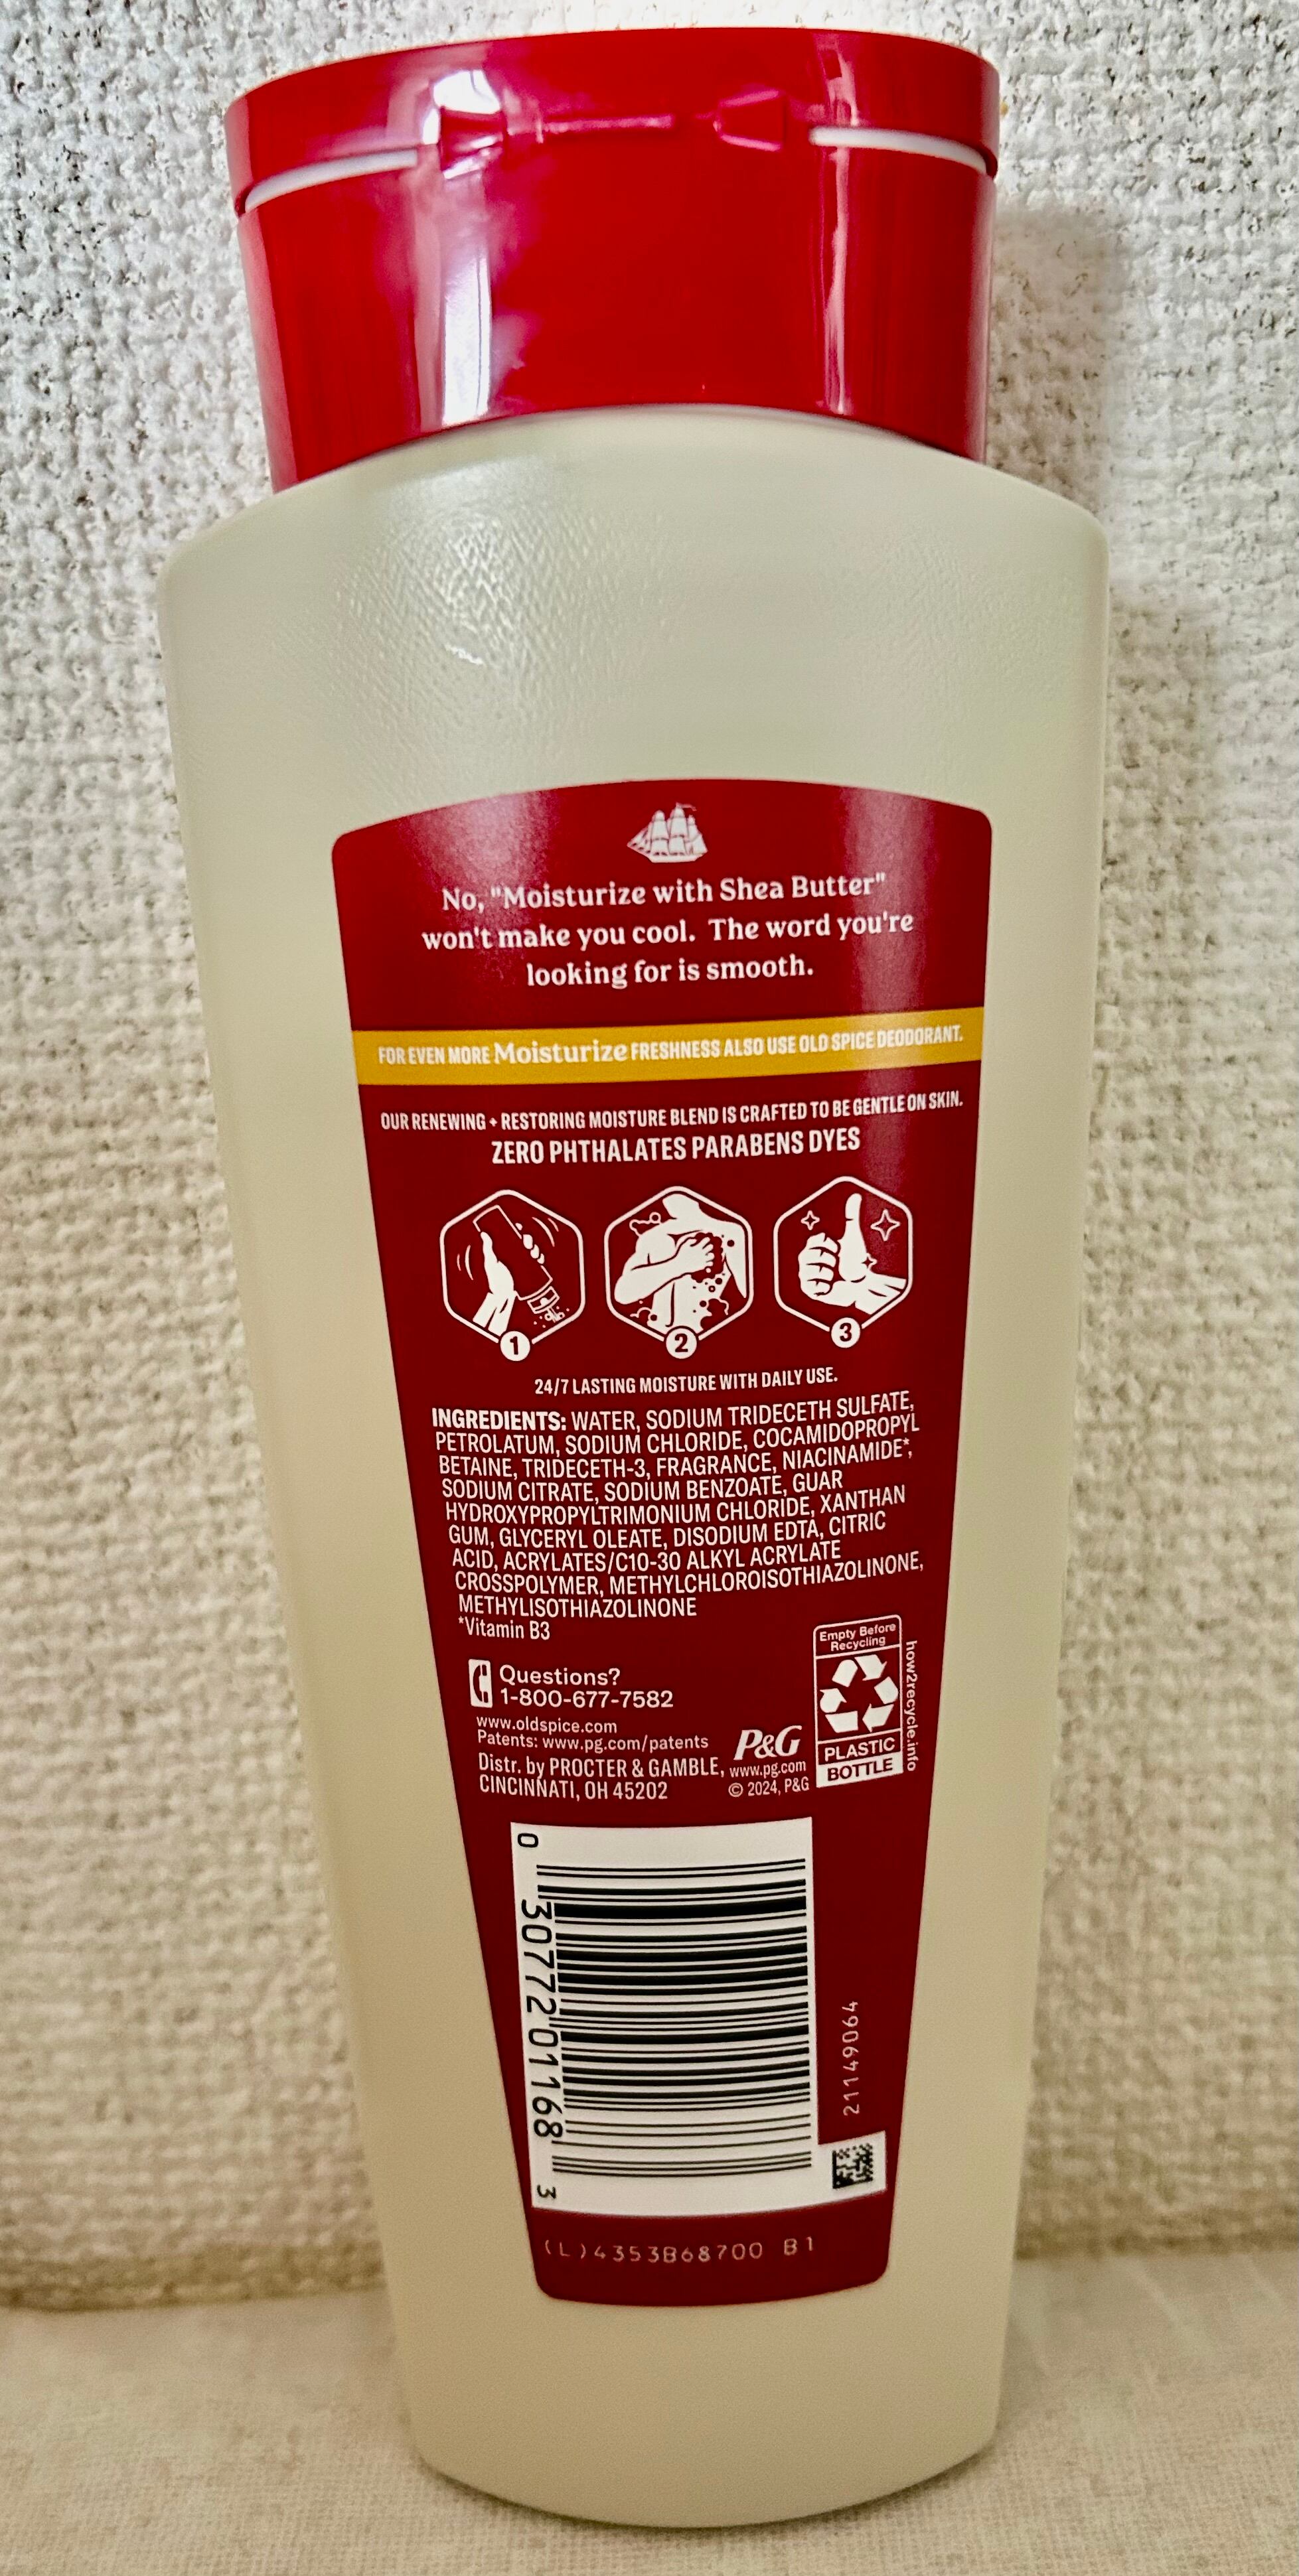 No, "Moisturize with Shea Butter"
won't make you cool. The word you're
looking for is smooth.
FOR EVEN MORE Moisturize FRESHNESS ALSO USE OLD SPICE DEODORANT.
OUR RENEWING + RESTORING MOISTURE BLEND IS CRAFTED TO BE GENTLE ON SKIN.
ZERO PHTHALATES PARABENS DYES
1 2 3
24/7 LASTING MOISTURE WITH DAILY USE.
INGREDIENTS: WATER, SODIUM TRIDECETH SULFATE,
PETROLATUM, SODIUM CHLORIDE, COCAMIDOPROPYL
BETAINE, TRIDECETH-3, FRAGRANCE, NIACINAMIDE*,
SODIUM CITRATE, SODIUM BENZOATE, GUAR
HYDROXYPROPYLTRIMONIUM CHLORIDE, XANTHAN
GUM, GLYCERYL OLEATE, DISODIUM EDTA, CITRIC
ACID, ACRYLATES/C10-30 ALKYL ACRYLATE
CROSSPOLYMER, METHYLCHLOROISOTHIAZOLINONE,
METHYLISOTHIAZOLINONE
*Vitamin B3
Questions?
1-800-677-7582
www.oldspice.com
Patents: www.pg.com/patents
Distr. by PROCTER & GAMBLE,
CINCINNATI, OH 45202
P&G
www.pg.com
© 2024, P&G
Empty Before
Recycling
PLASTIC
BOTTLE
how2recycle.info
0 30772 01168 3
21149064
(L)4353B68700 B1